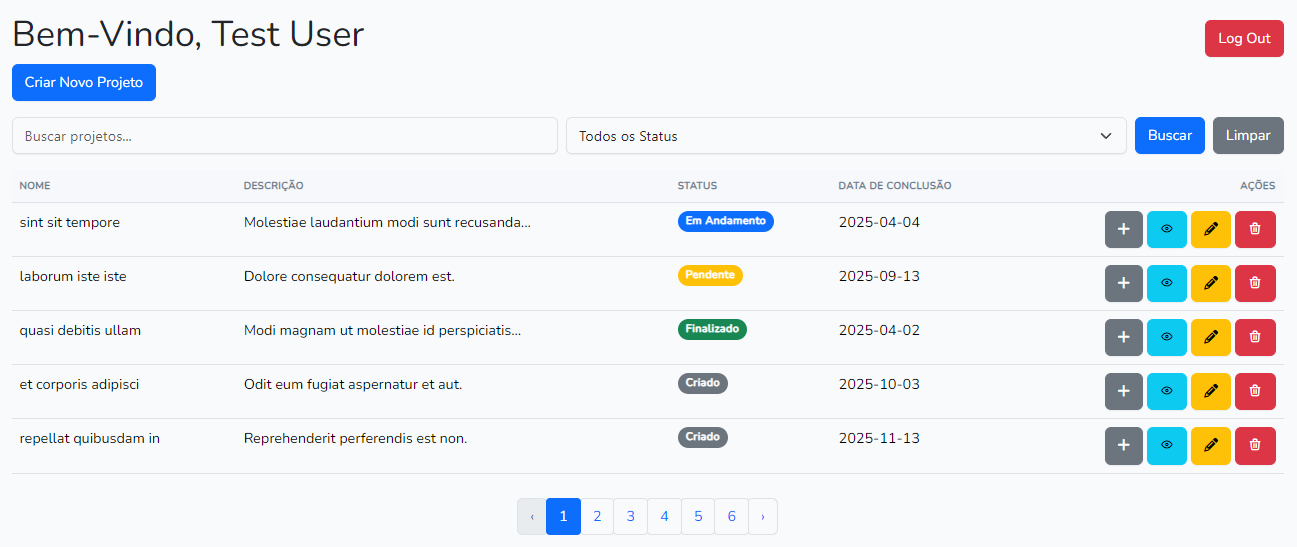 Bem-Vindo, Test User
Log Out
Criar Novo Projeto
Buscar projetos...
Todos os Status
Buscar
Limpar
NOME DESCRIÇÃO STATUS DATA DE CONCLUSÃO AÇÕES
sint sit tempore Molestiae laudantium modi sunt recusanda... Em Andamento 2025-04-04
laborum iste iste Dolore consequatur dolorem est. Pendente 2025-09-13
quasi debitis ullam Modi magnam ut molestiae id perspiciatis... Finalizado 2025-04-02
et corporis adipisci Odit eum fugiat aspernatur et aut. Criado 2025-10-03
repellat quibusdam in Reprehenderit perferendis est non. Criado 2025-11-13
‹ 1 2 3 4 5 6 ›